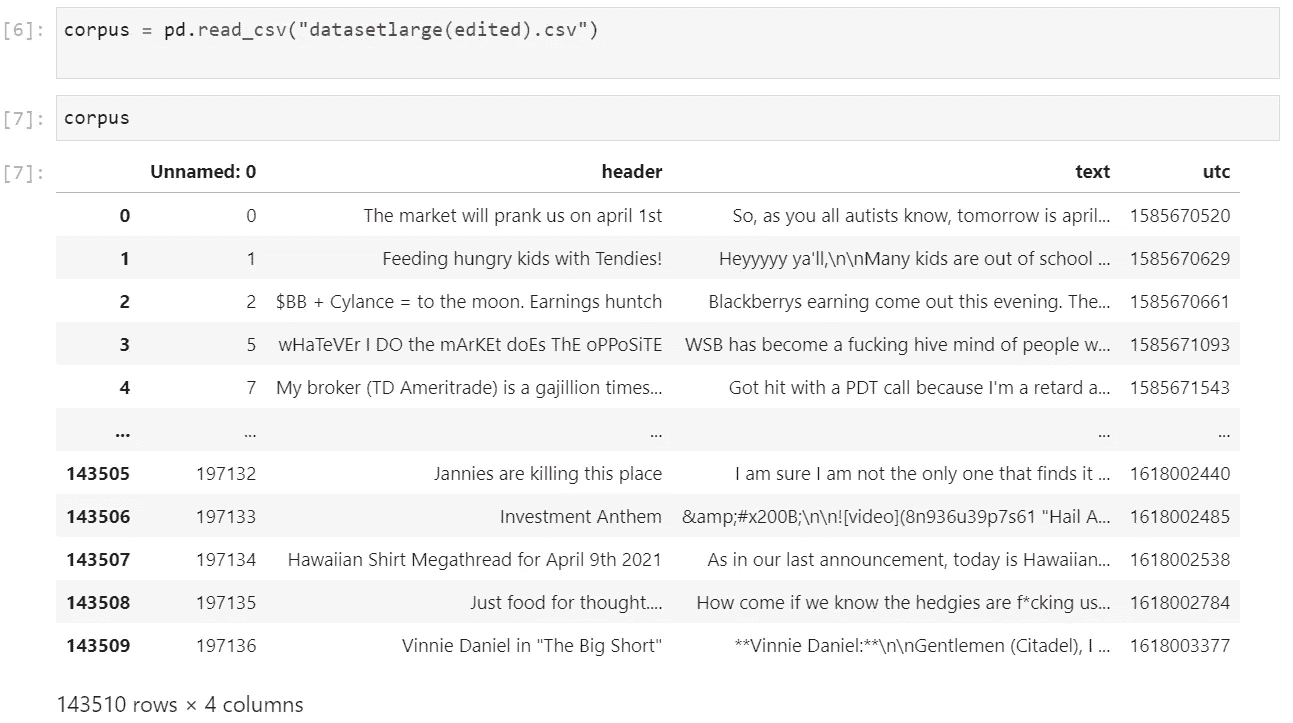 [6]: corpus = pd.read_csv("datasetlarge(edited).csv")
[7]: corpus
[7]: Unnamed: 0 header text utc
0 0 The market will prank us on april 1st So, as you all autists know, tomorrow is april... 1585670520
1 1 Feeding hungry kids with Tendies! Heyyyyy ya'll,\n\nMany kids are out of school ... 1585670629
2 2 $BB + Cylance = to the moon. Earnings huntch Blackberrys earning come out this evening. The... 1585670661
3 5 wHaTeVEr I DO the mArKEt doEs ThE oPPoSiTE WSB has become a fucking hive mind of people w... 1585671093
4 7 My broker (TD Ameritrade) is a gajillion times... Got hit with a PDT call because I'm a retard a... 1585671543
... ... ... ... ...
143505 197132 Jannies are killing this place I am sure I am not the only one that finds it ... 1618002440
143506 197133 Investment Anthem &amp;#x200B;\n\n![video](8n936u39p7s61 "Hail A... 1618002485
143507 197134 Hawaiian Shirt Megathread for April 9th 2021 As in our last announcement, today is Hawaiian... 1618002538
143508 197135 Just food for thought.... How come if we know the hedgies are f*cking us... 1618002784
143509 197136 Vinnie Daniel in "The Big Short" **Vinnie Daniel:**\n\nGentlemen (Citadel), I ... 1618003377
143510 rows × 4 columns